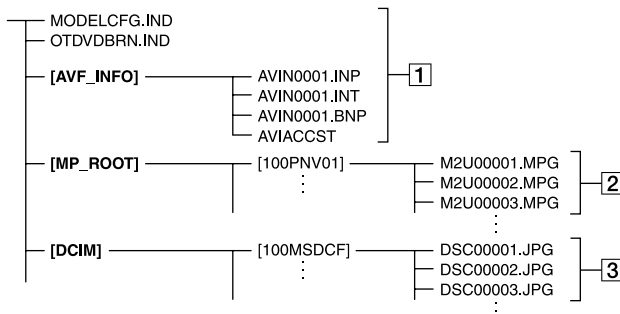 MODELCFG.IND
OTDVDBRN.IND
[AVF_INFO] AVIN0001.INP
AVIN0001.INT
AVIN0001.BNP
AVIACCST
1
[MP_ROOT] [100PNV01] M2U00001.MPG
M2U00002.MPG
M2U00003.MPG
2
[DCIM] [100MSDCF] DSC00001.JPG
DSC00002.JPG
DSC00003.JPG
3